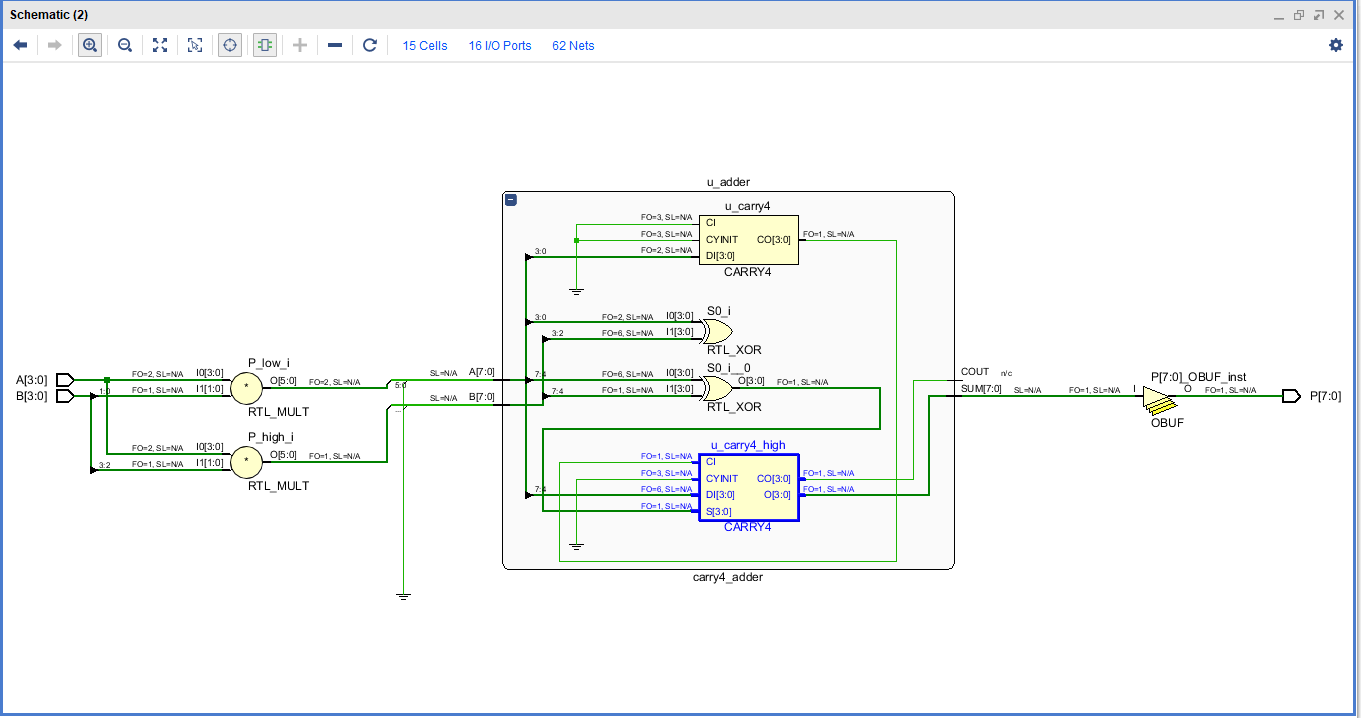 Schematic (2)
15 Cells 16 I/O Ports 62 Nets
u_adder
u_carry4
FO=3, SL=N/A CI
FO=3, SL=N/A CYINIT CO[3:0] FO=1, SL=N/A
3:0 FO=2, SL=N/A DI[3:0]
CARRY4
S0_i
3:0 FO=2, SL=N/A I0[3:0]
3:2 FO=6, SL=N/A I1[3:0]
RTL_XOR
P_low_i
S0_i__0
A[3:0] FO=2, SL=N/A I0[3:0] O[5:0] FO=2, SL=N/A 5:0 SL=N/A A[7:0] 7:4 FO=6, SL=N/A I0[3:0] O[3:0] FO=1, SL=N/A COUT n/c
B[3:0] 1:0 FO=1, SL=N/A I1[1:0] SL=N/A B[7:0] 7:4 FO=1, SL=N/A I1[3:0] SUM[7:0] SL=N/A FO=1, SL=N/A I P[7:0]_OBUF_inst O FO=1, SL=N/A P[7:0]
RTL_MULT RTL_XOR OBUF
P_high_i
FO=2, SL=N/A I0[3:0] O[5:0] FO=1, SL=N/A
3:2 FO=1, SL=N/A I1[1:0]
RTL_MULT
u_carry4_high
FO=1, SL=N/A CI
FO=3, SL=N/A CYINIT CO[3:0] FO=1, SL=N/A
7:4 FO=6, SL=N/A DI[3:0] O[3:0] FO=1, SL=N/A
FO=1, SL=N/A S[3:0]
CARRY4
carry4_adder